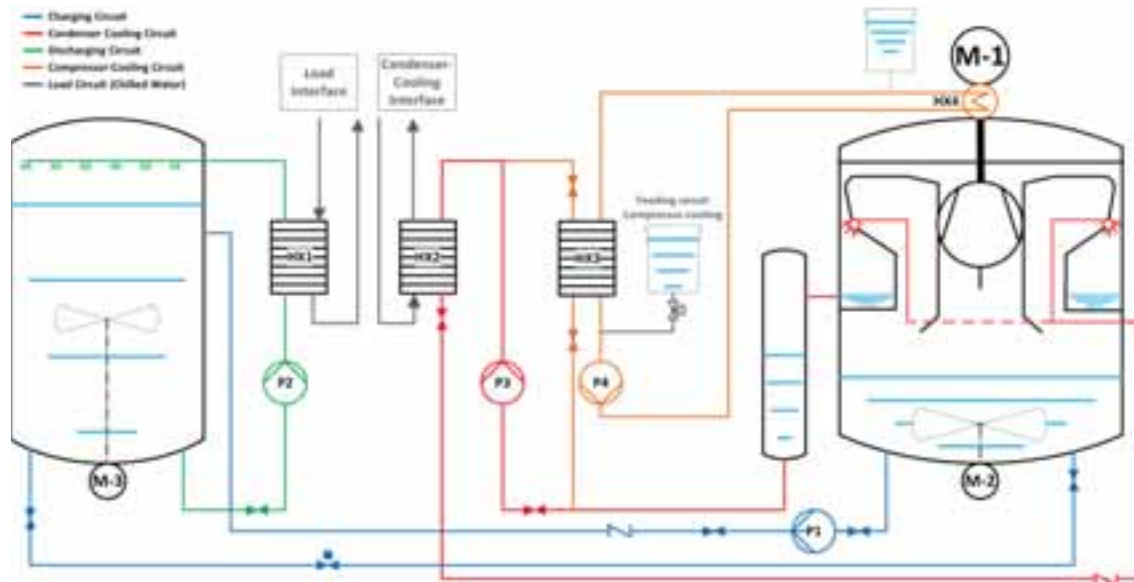 Charging Circuit
Condenser Cooling Circuit
Discharging Circuit
Compressor Cooling Circuit
Load Circuit (Chilled Water)
Load
Interface
Condenser-
Cooling
Interface
M-1
HX4
Feeding circuit
Compressor cooling
HX1
HX2
HX3
P2
P3
P4
M-3
M-2
P1